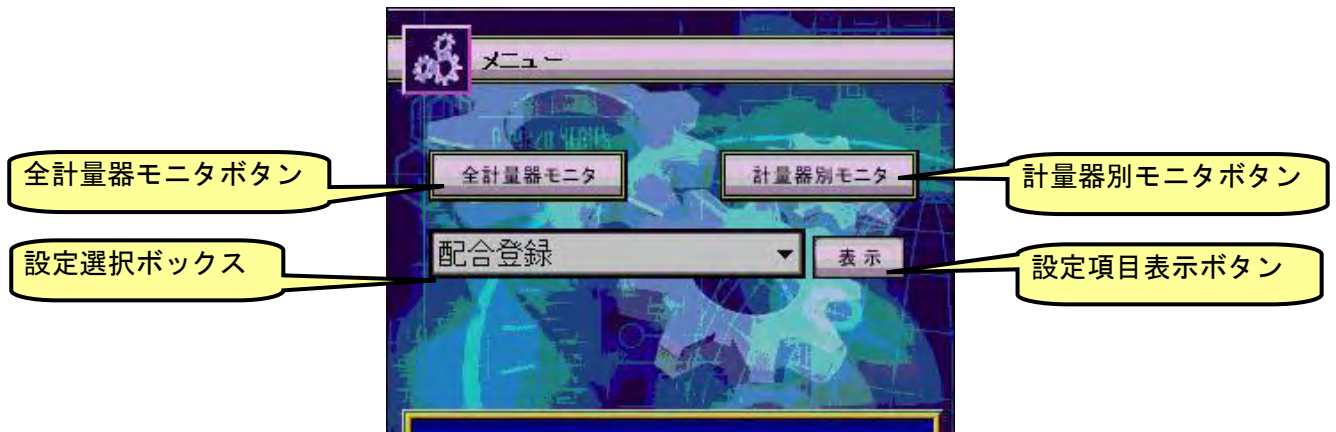 メニュー
全計量器モニタボタン
全計量器モニタ
計量器別モニタ
計量器別モニタボタン
設定選択ボックス
配合登録
表示
設定項目表示ボタン